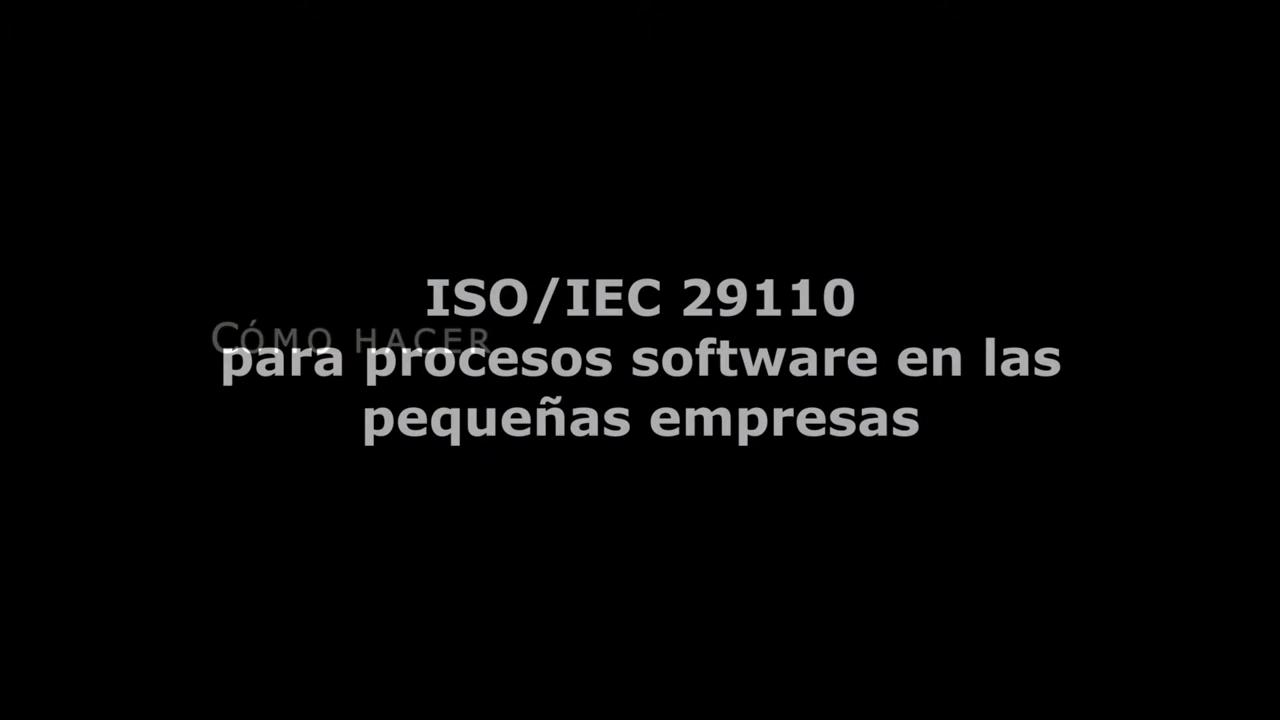 ISO/IEC 29110
CÓMO HACER
para procesos software en las
pequeñas empresas